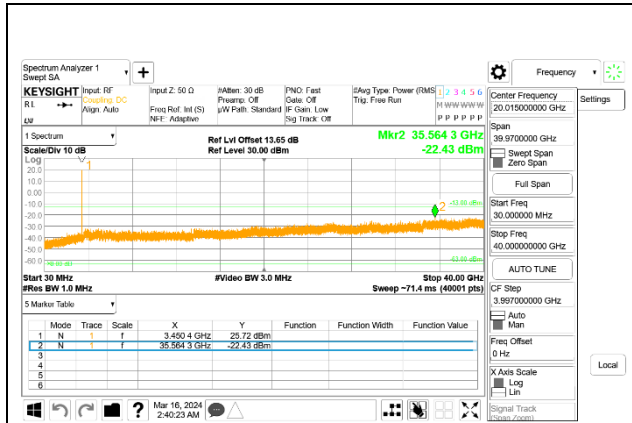 Spectrum Analyzer 1
Swept SA
Frequency
KEYSIGHT
RL
Input: RF
Coupling: DC
Align: Auto
Input Z: 50 Ω
Freq Ref: Int (S)
NFE: Adaptive
#Atten: 30 dB
Preamp: Off
µW Path: Standard
PNO: Fast
Gate: Off
IF Gain: Low
Sig Track: Off
#Avg Type: Power (RMS
Trig: Free Run
1 2 3 4 5 6
M W W W W W
P P P P P P
1 Spectrum
Scale/Div 10 dB
Ref Lvl Offset 13.65 dB
Ref Level 30.00 dBm
Mkr2 35.564 3 GHz
-22.43 dBm
Log
20.0
10.0
0.00
-10.0
-20.0
-30.0
-40.0
-50.0
-60.0
1
2
-13.00 dBm
Start 30 MHz
#Res BW 1.0 MHz
#Video BW 3.0 MHz
Stop 40.00 GHz
Sweep ~71.4 ms (40001 pts)
5 Marker Table
Mode Trace Scale X Y Function Function Width Function Value
1 N 1 f 3.450 4 GHz 25.72 dBm
2 N 1 f 35.564 3 GHz -22.43 dBm
3
4
5
6
Mar 16, 2024
2:40:23 AM
Center Frequency
20.015000000 GHz
Settings
Span
39.9700000 GHz
Swept Span
Zero Span
Full Span
Start Freq
30.000000 MHz
Stop Freq
40.000000000 GHz
AUTO TUNE
CF Step
3.997000000 GHz
Auto
Man
Freq Offset
0 Hz
X Axis Scale
Log
Lin
Local
Signal Track
(Span Zoom)